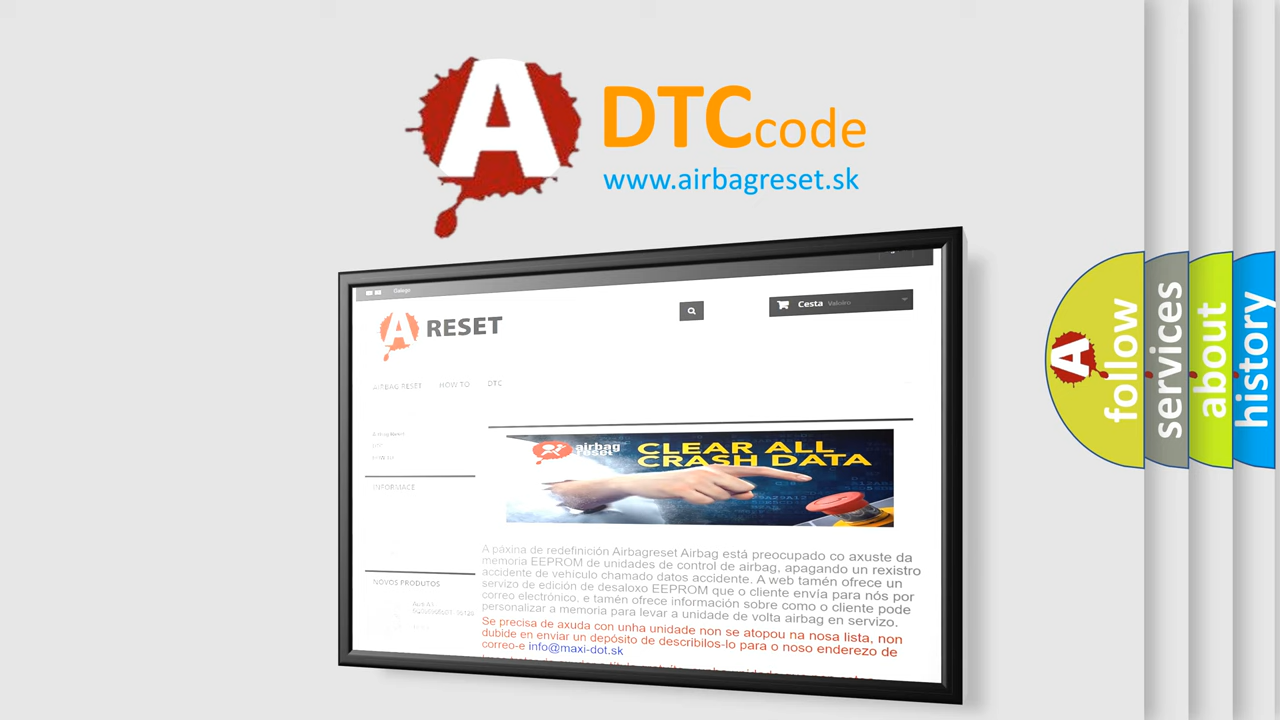 A
DTCcode
www.airbagreset.sk
Galego
A RESET
Cesta Valeiro
AIRBAG RESET HOW TO DTC
INFORMACE
NOVOS PRODUTOS
airbag
reset
CLEAR ALL
CRASH DATA
A páxina de redefinición Airbagreset Airbag está preocupado co axuste da
memoria EEPROM de unidades de control de airbag, apagando un rexistro
accidente de vehículo chamado datos accidente. A web tamén ofrece un
servizo de edición de desaloxo EEPROM que o cliente envía para nós por
correo electrónico, e tamén ofrece información sobre como o cliente pode
personalizar a memoria para levar a unidade de volta airbag en servizo.
Se precisa de axuda con unha unidade non se atopou na nosa lista, non
dubide en enviar un depósito de describilos-lo para o noso enderezo de
correo-e info@maxi-dot.sk
A
follow
services
about
history